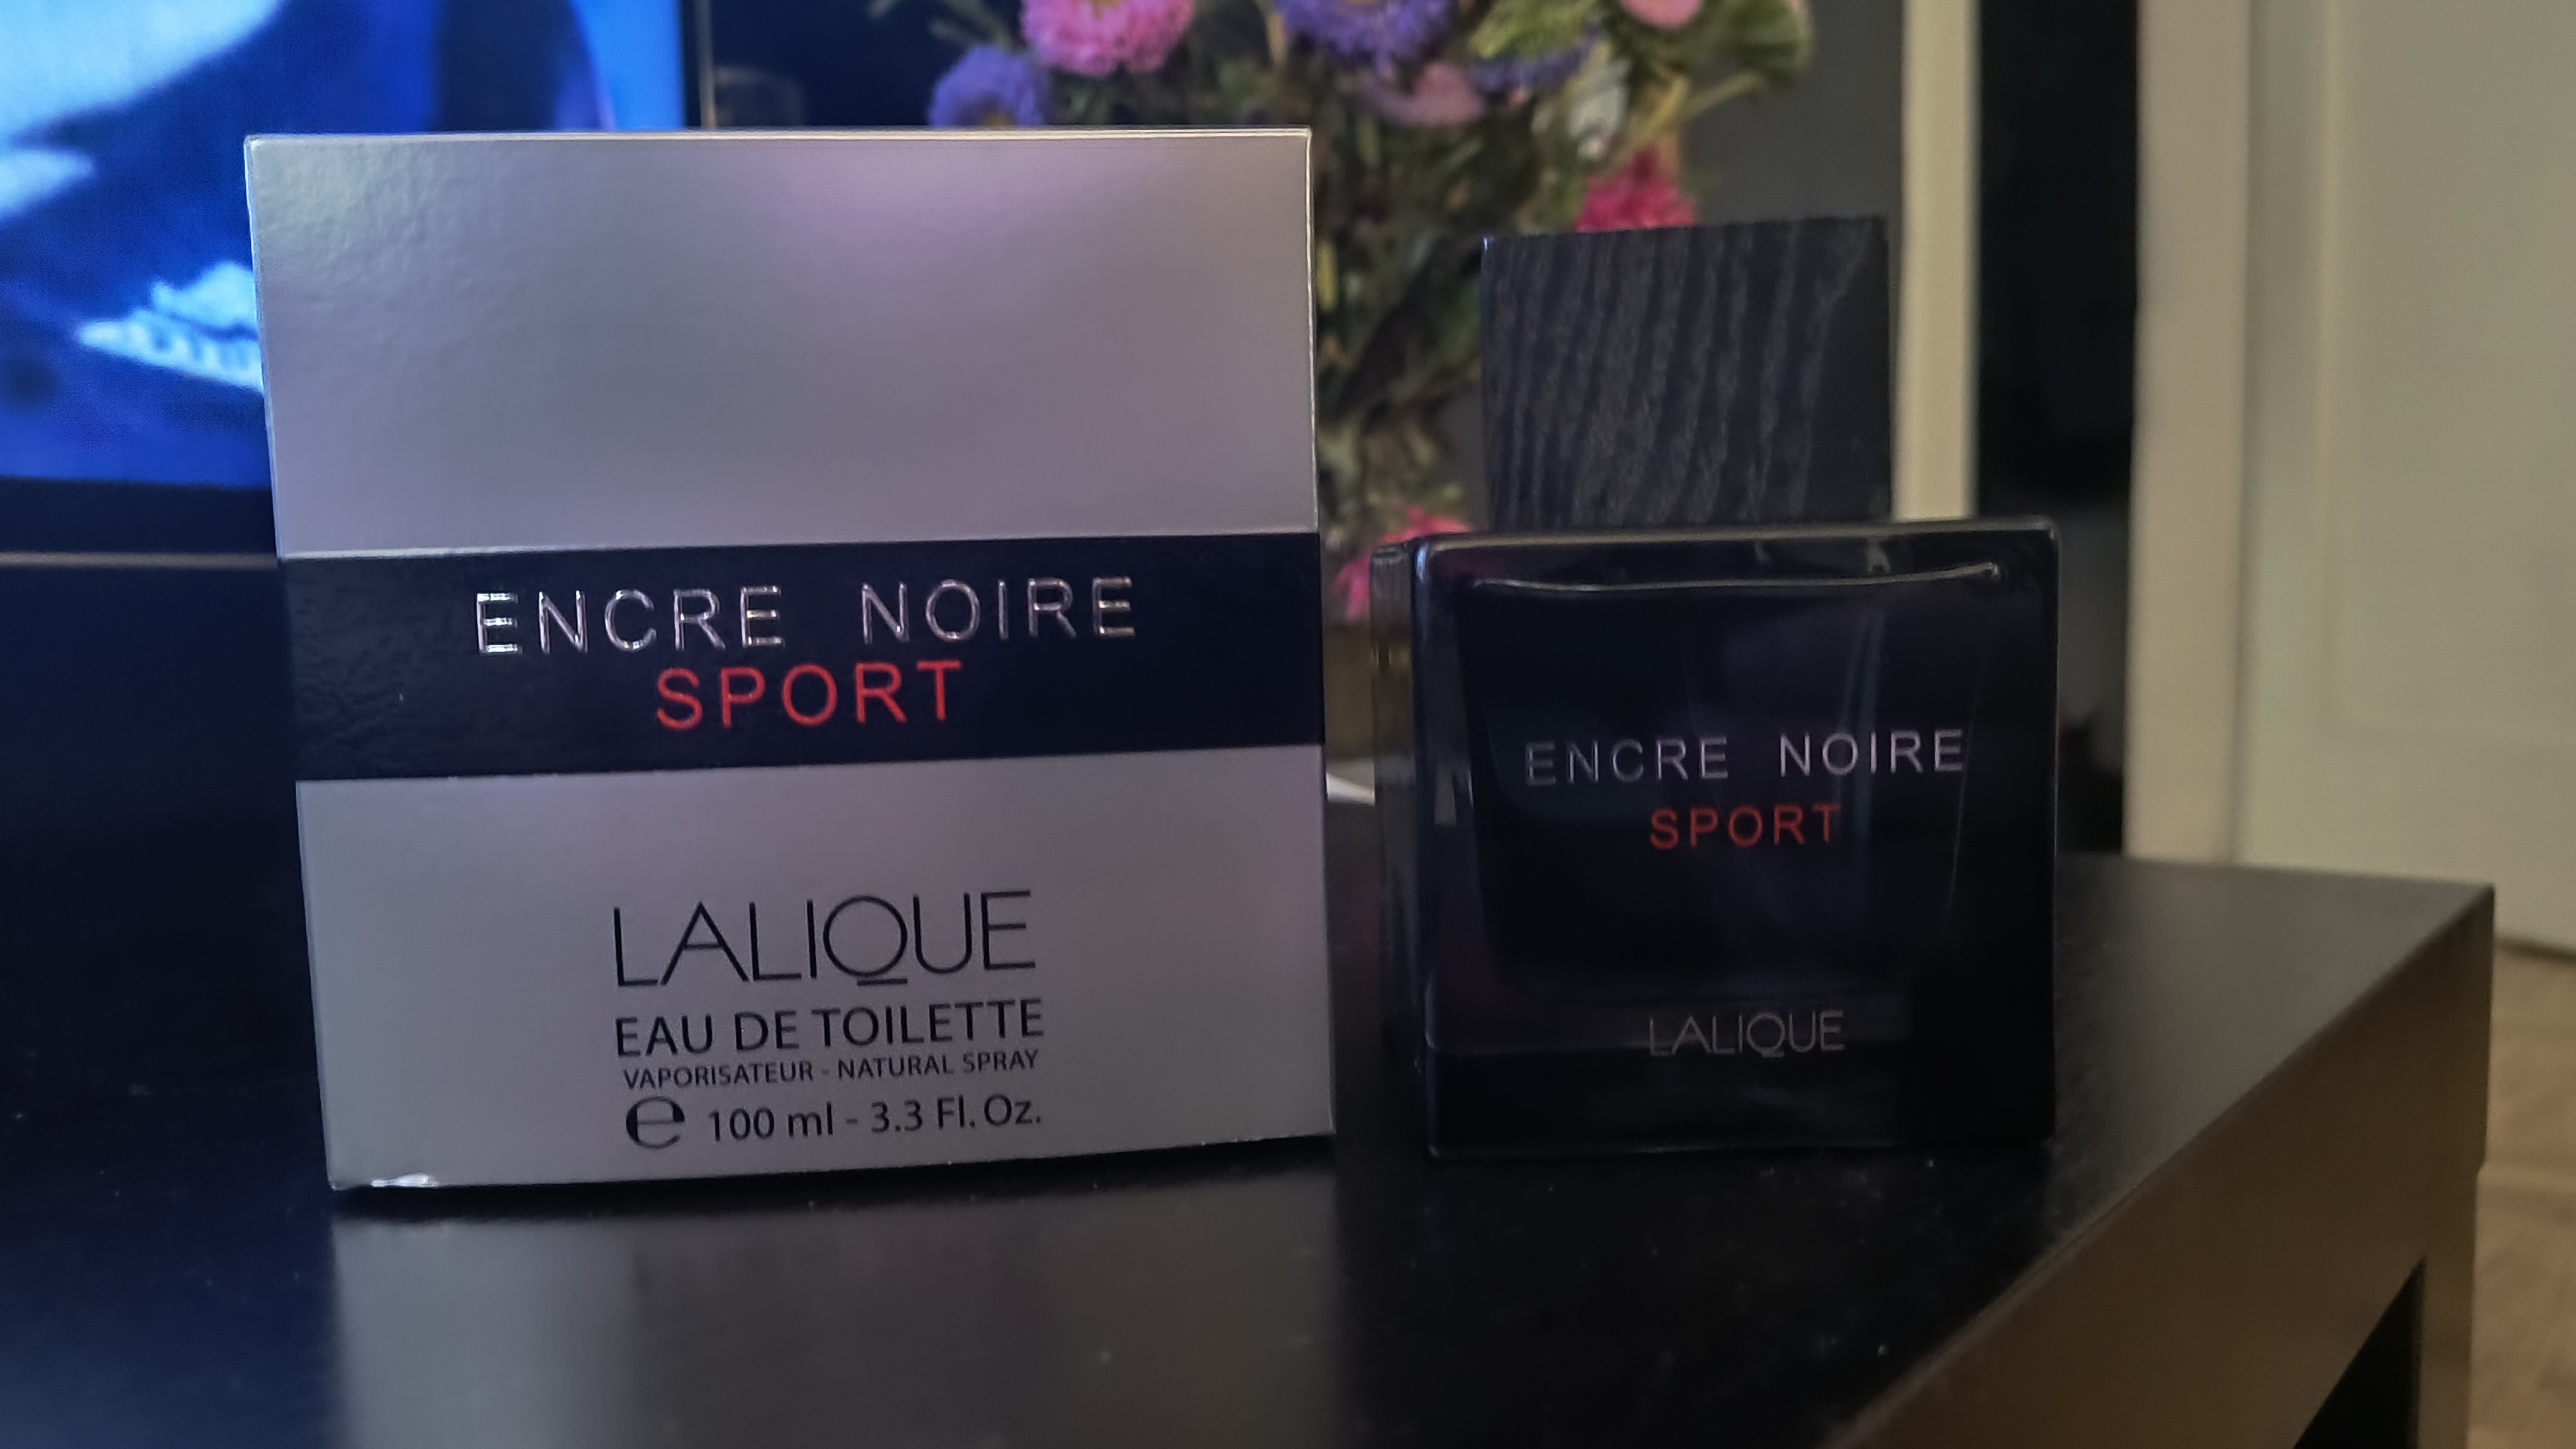 ENCRE NOIRE
SPORT
LALIQUE
EAU DE TOILETTE
VAPORISATEUR - NATURAL SPRAY
℮ 100 ml - 3.3 Fl. Oz.
ENCRE NOIRE
SPORT
LALIQUE